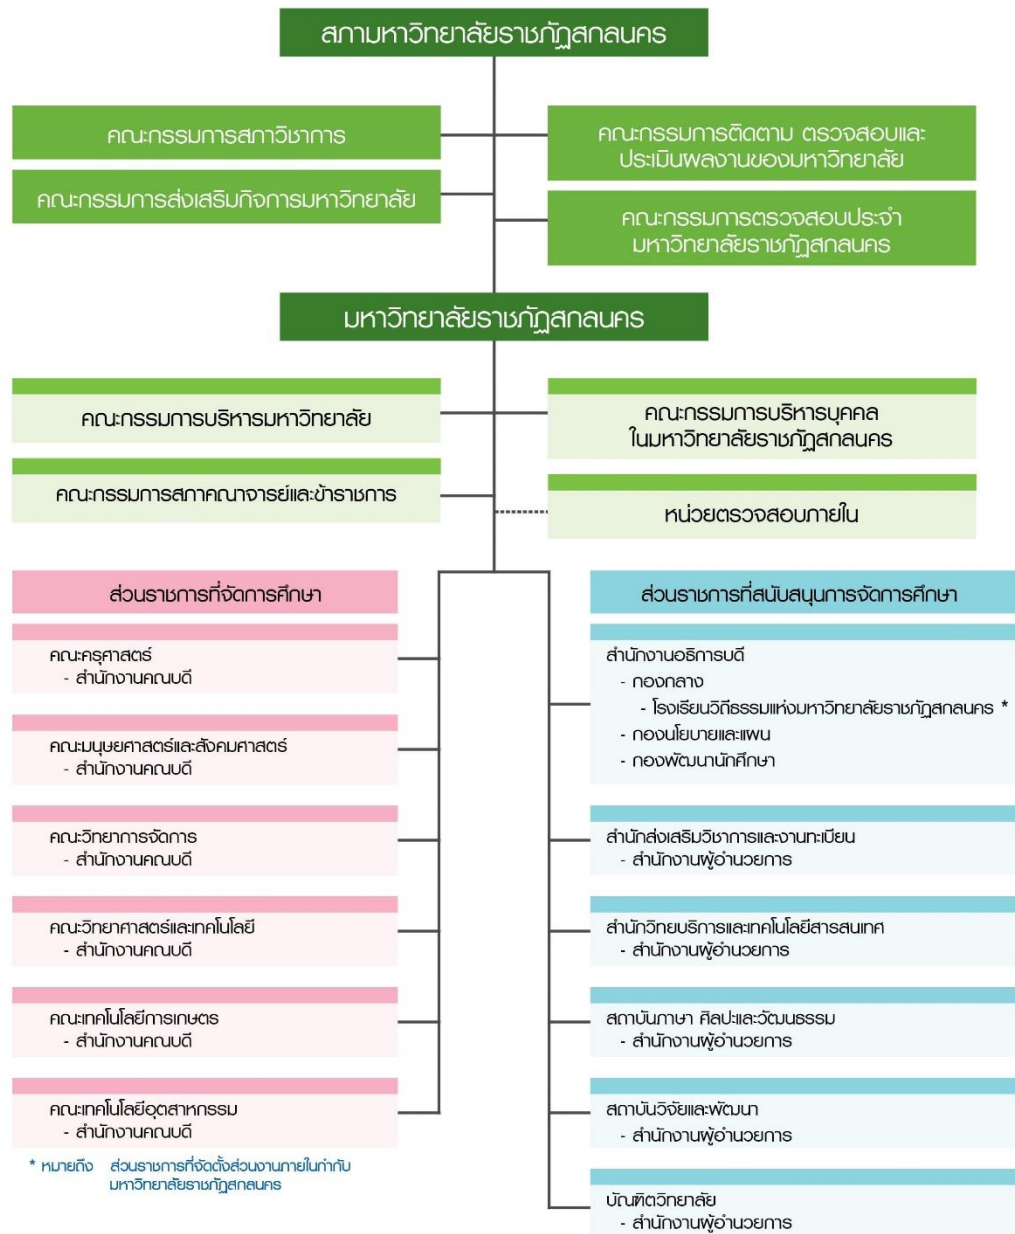 สภามหาวิทยาลัยราชภัฏสกลนคร
คณะกรรมการสภาวิชาการ
คณะกรรมการติดตาม ตรวจสอบและ
ประเมินผลงานของมหาวิทยาลัย
คณะกรรมการส่งเสริมกิจการมหาวิทยาลัย
คณะกรรมการตรวจสอบประจำ
มหาวิทยาลัยราชภัฏสกลนคร
มหาวิทยาลัยราชภัฏสกลนคร
คณะกรรมการบริหารมหาวิทยาลัย
คณะกรรมการบริหารบุคคล
ในมหาวิทยาลัยราชภัฏสกลนคร
คณะกรรมการสภาคณาจารย์และข้าราชการ
หน่วยตรวจสอบภายใน
ส่วนราชการที่จัดการศึกษา
คณะครุศาสตร์
- สำนักงานคณบดี
คณะมนุษยศาสตร์และสังคมศาสตร์
- สำนักงานคณบดี
คณะวิทยาการจัดการ
- สำนักงานคณบดี
คณะวิทยาศาสตร์และเทคโนโลยี
- สำนักงานคณบดี
คณะเทคโนโลยีการเกษตร
- สำนักงานคณบดี
คณะเทคโนโลยีอุตสาหกรรม
- สำนักงานคณบดี
* หมายถึง ส่วนราชการที่จัดตั้งส่วนงานภายในกำกับ
มหาวิทยาลัยราชภัฏสกลนคร
ส่วนราชการที่สนับสนุนการจัดการศึกษา
สำนักงานอธิการบดี
- กองกลาง
- โรงเรียนวิถีธรรมแห่งมหาวิทยาลัยราชภัฏสกลนคร *
- กองนโยบายและแผน
- กองพัฒนานักศึกษา
สำนักส่งเสริมวิชาการและงานทะเบียน
- สำนักงานผู้อำนวยการ
สำนักวิทยบริการและเทคโนโลยีสารสนเทศ
- สำนักงานผู้อำนวยการ
สถาบันภาษา ศิลปะและวัฒนธรรม
- สำนักงานผู้อำนวยการ
สถาบันวิจัยและพัฒนา
- สำนักงานผู้อำนวยการ
บัณฑิตวิทยาลัย
- สำนักงานผู้อำนวยการ